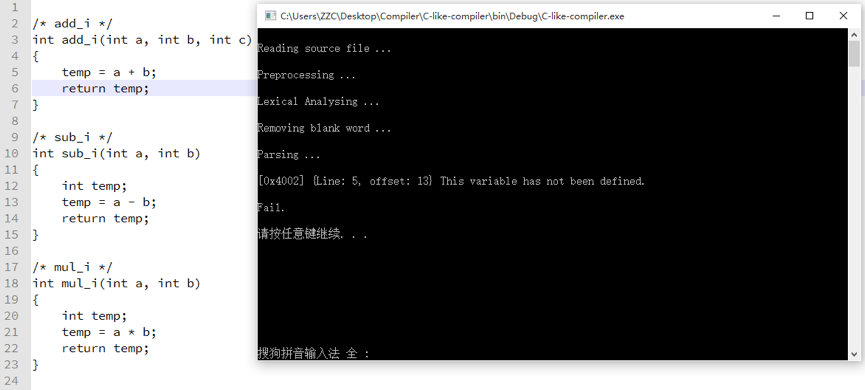 1
2 /* add_i */
3 int add_i(int a, int b, int c)
4 {
5 temp = a + b;
6 return temp;
7 }
8
9 /* sub_i */
10 int sub_i(int a, int b)
11 {
12 int temp;
13 temp = a - b;
14 return temp;
15 }
16
17 /* mul_i */
18 int mul_i(int a, int b)
19 {
20 int temp;
21 temp = a * b;
22 return temp;
23 }
24
C:\Users\ZZC\Desktop\Compiler\C-like-compiler\bin\Debug\C-like-compiler.exe
Reading source file ...
Preprocessing ...
Lexical Analysing ...
Removing blank word ...
Parsing ...
[0x4002] {Line: 5, offset: 13} This variable has not been defined.
Fail.
请按任意键继续. . .
搜狗拼音输入法 全 :